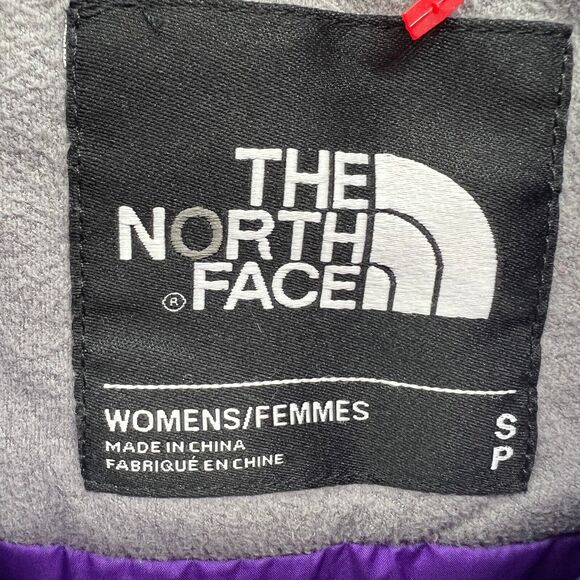 THE
NORTH
® FACE
WOMENS/FEMMES
MADE IN CHINA
FABRIQUÉ EN CHINE
S
P